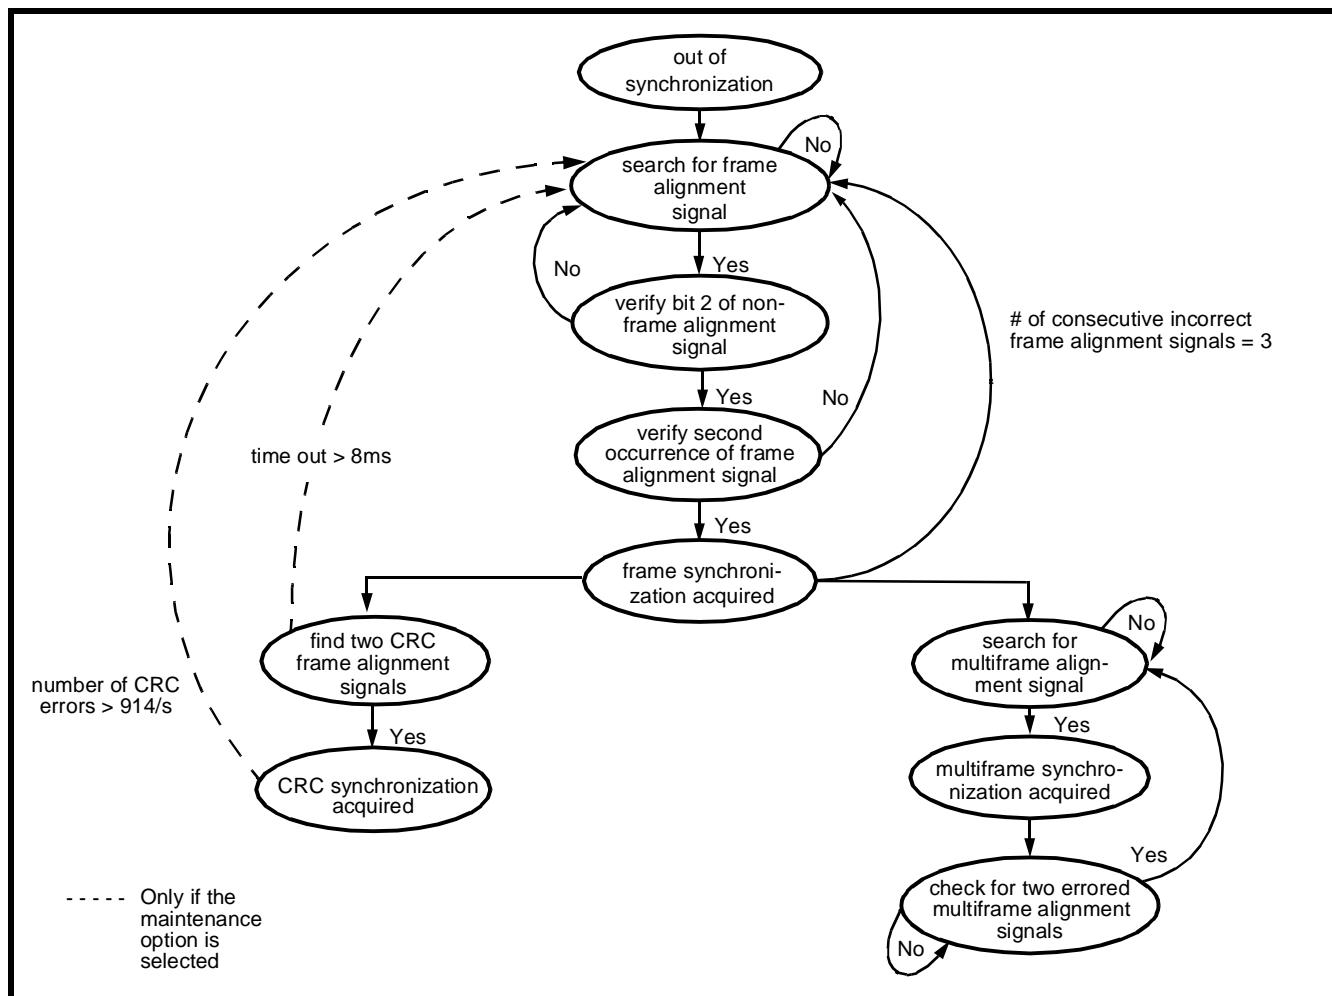 out of
synchronization
No
search for frame
alignment
signal
No
Yes
verify bit 2 of non-
frame alignment
signal
# of consecutive incorrect
frame alignment signals = 3
Yes
No
verify second
occurrence of frame
alignment signal
time out > 8ms
Yes
frame synchroni-
zation acquired
find two CRC
frame alignment
signals
No
search for
multiframe align-
ment signal
number of CRC
errors > 914/s
Yes
Yes
CRC synchronization
acquired
multiframe synchro-
nization acquired
Yes
check for two errored
multiframe alignment
signals
No
- - - - - Only if the
maintenance
option is
selected